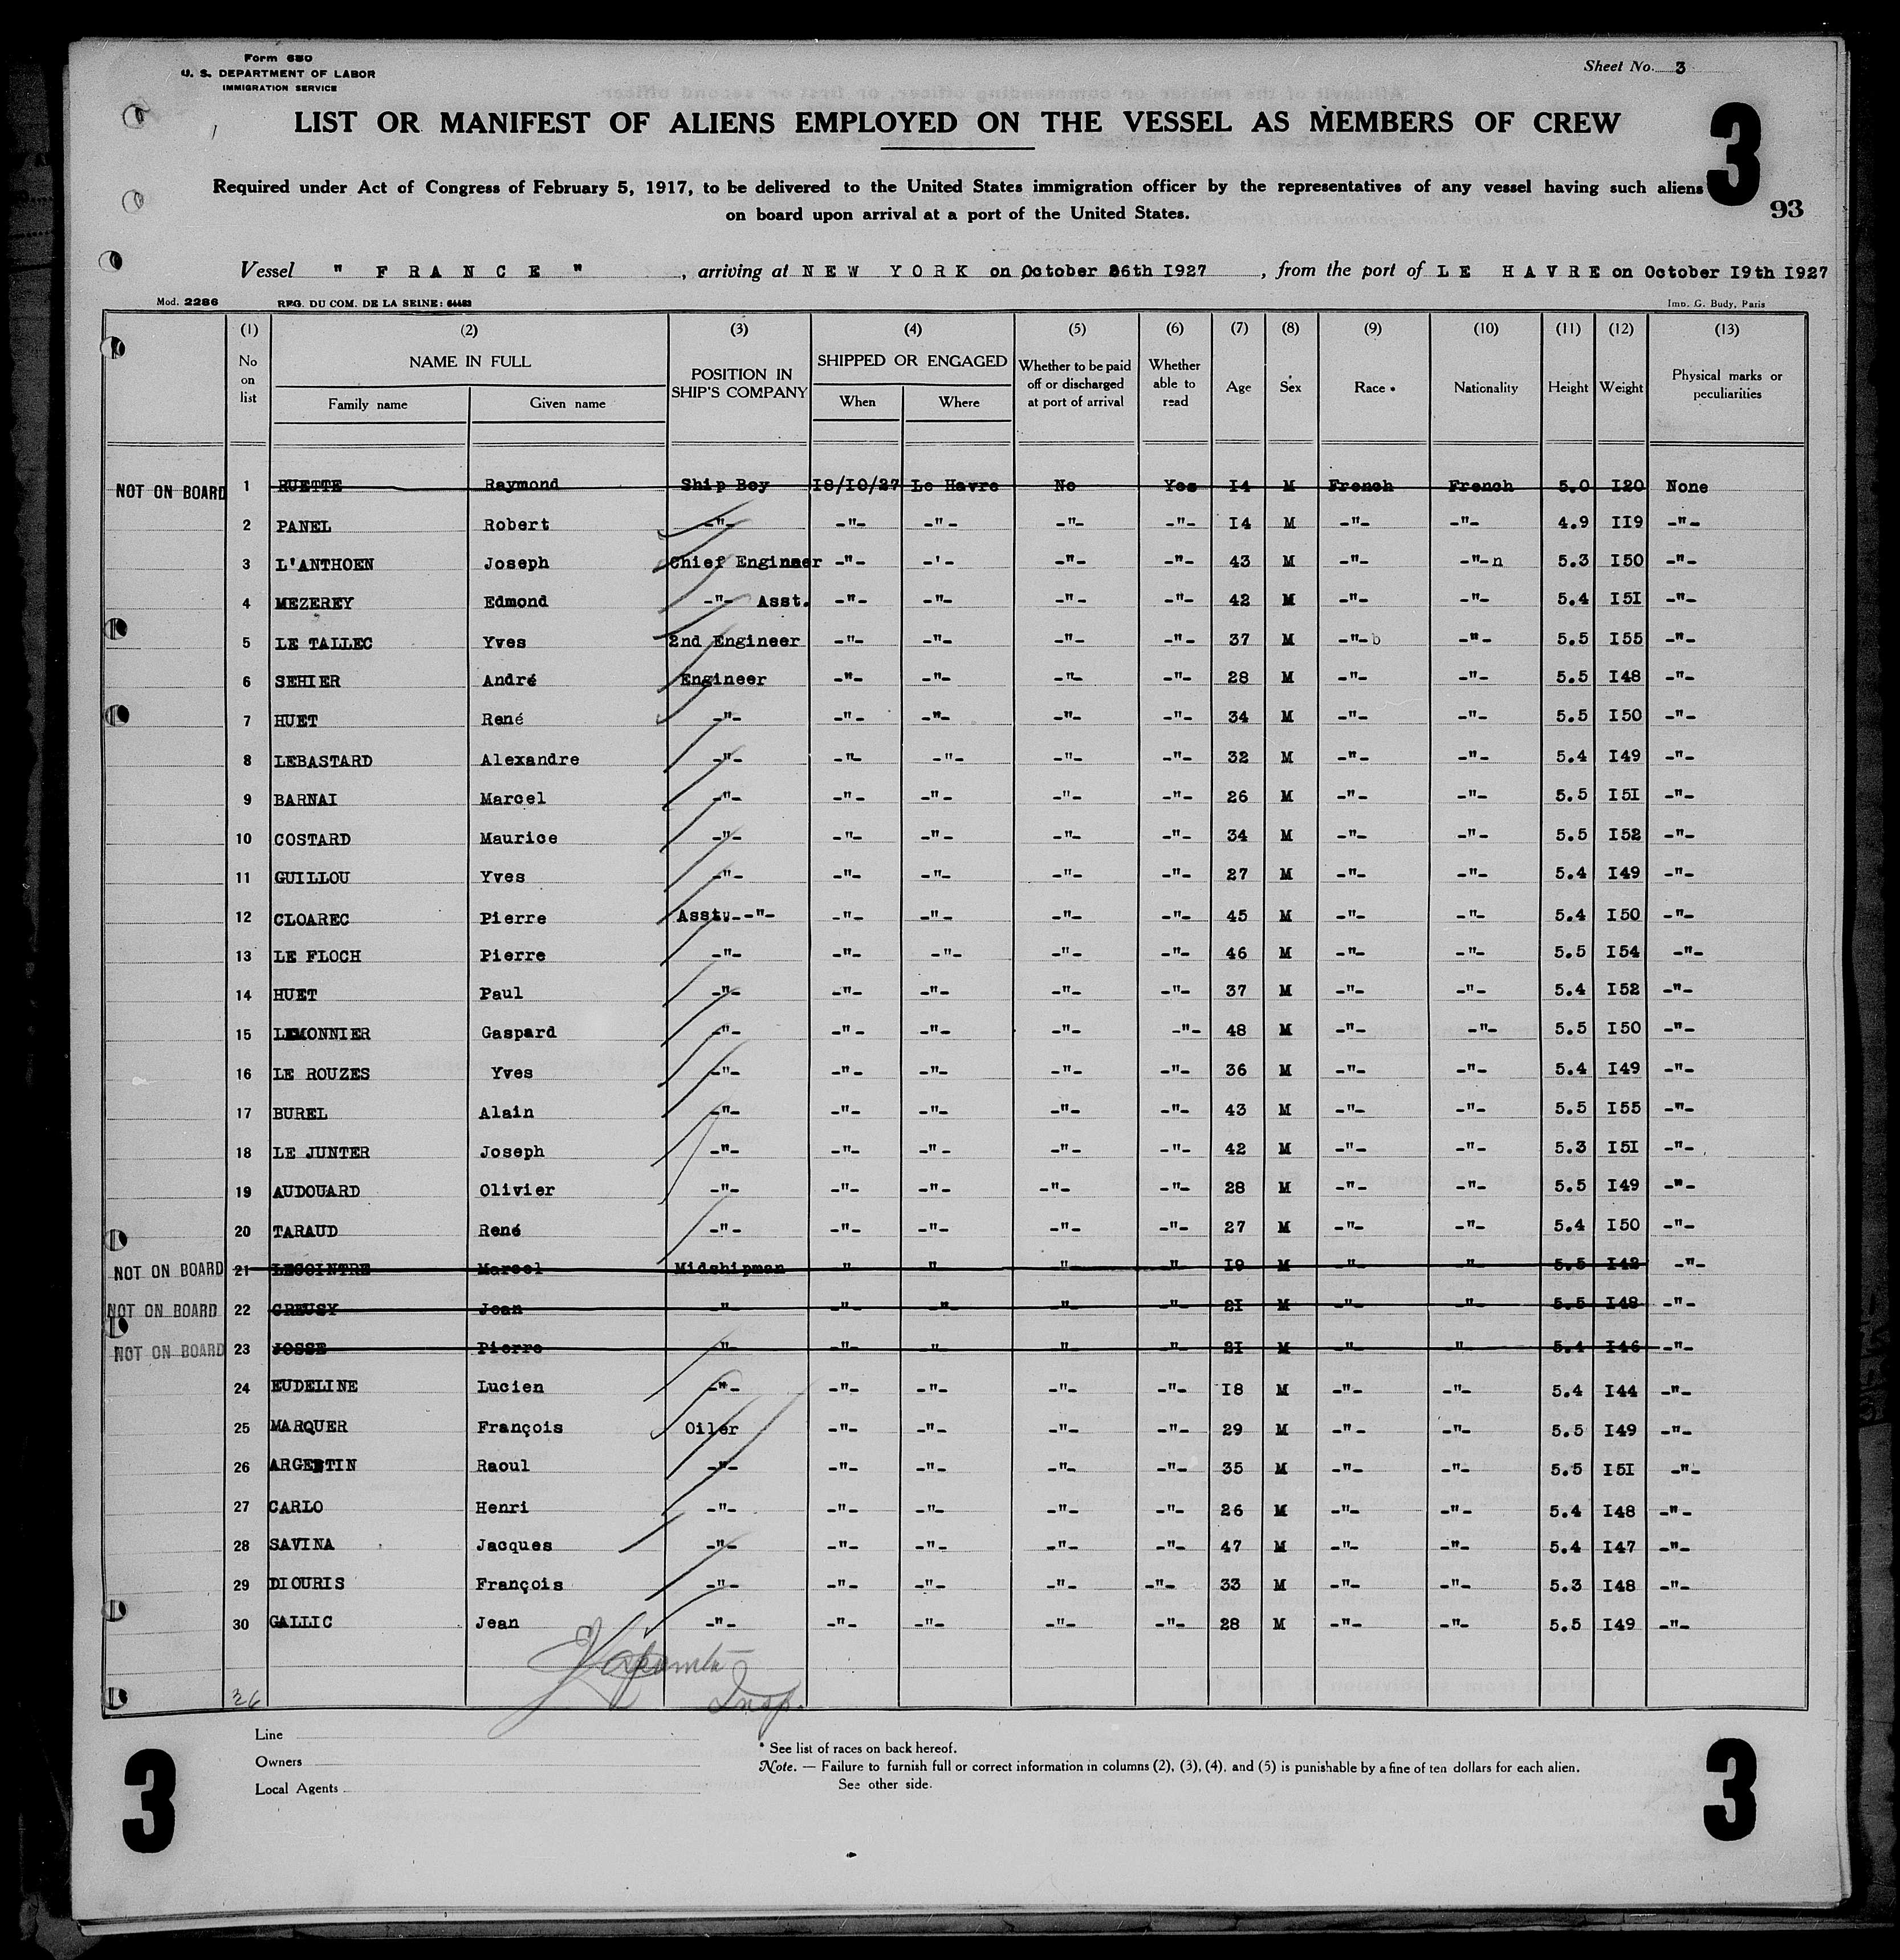 Form 680
U. S. DEPARTMENT OF LABOR
IMMIGRATION SERVICE
Sheet No. 3
LIST OR MANIFEST OF ALIENS EMPLOYED ON THE VESSEL AS MEMBERS OF CREW
3
Required under Act of Congress of February 5, 1917, to be delivered to the United States immigration officer by the representatives of any vessel having such aliens
on board upon arrival at a port of the United States.
93
Vessel " F R A N C E " , arriving at N E W Y O R K on October 26th 1927 , from the port of L E H A V R E on October 19th 1927
Mod. 2286 REG. DU COM. DE LA SEINE: Imp. G. Budy, Paris
(1) (2) (3) (4) (5) (6) (7) (8) (9) (10) (11) (12) (13)
No on list NAME IN FULL Family name Given name POSITION IN SHIP'S COMPANY SHIPPED OR ENGAGED When Where Whether to be paid off or discharged at port of arrival Whether able to read Age Sex Race * Nationality Height Weight Physical marks or peculiarities
NOT ON BOARD 1 RUETTE Raymond Ship Boy 18/10/27 Le Havre No Yes 14 M French French 5.0 120 None
2 PANEL Robert -"- -"- -"- -"- -"- 14 M -"- -"- 4.9 119 -"-
3 L'ANTHOEN Joseph Chief Engineer -"- -'- -"- -"- 43 M -"- -"-n 5.3 150 -"-
4 MEZEREY Edmond -"- Asst. -"- -"- -"- -"- 42 M -"- -"- 5.4 151 -"-
5 LE TALLEC Yves 2nd Engineer -"- -"- -"- -"- 37 M -"- -"- 5.5 155 -"-
6 SEHIER André Engineer -"- -"- -"- -"- 28 M -"- -"- 5.5 148 -"-
7 HUET René -"- -"- -"- -"- -"- 34 M -"- -"- 5.5 150 -"-
8 LEBASTARD Alexandre -"- -"- -"- -"- -"- 32 M -"- -"- 5.4 149 -"-
9 BARNAI Marcel -"- -"- -"- -"- -"- 26 M -"- -"- 5.5 151 -"-
10 COSTARD Maurice -"- -"- -"- -"- -"- 34 M -"- -"- 5.5 152 -"-
11 GUILLOU Yves -"- -"- -"- -"- -"- 27 M -"- -"- 5.4 149 -"-
12 CLOAREC Pierre Asst. -"- -"- -"- -"- -"- 45 M -"- -"- 5.4 150 -"-
13 LE FLOCH Pierre -"- -"- -"- -"- -"- 46 M -"- -"- 5.5 154 -"-
14 HUET Paul -"- -"- -"- -"- -"- 37 M -"- -"- 5.4 152 -"-
15 LEMONNIER Gaspard -"- -"- -"- -"- -"- 48 M -"- -"- 5.5 150 -"-
16 LE ROUZES Yves -"- -"- -"- -"- -"- 36 M -"- -"- 5.4 149 -"-
17 BUREL Alain -"- -"- -"- -"- -"- 43 M -"- -"- 5.5 155 -"-
18 LE JUNTER Joseph -"- -"- -"- -"- -"- 42 M -"- -"- 5.3 151 -"-
19 AUDOUARD Olivier -"- -"- -"- -"- -"- 28 M -"- -"- 5.5 149 -"-
20 TARAUD René -"- -"- -"- -"- -"- 27 M -"- -"- 5.4 150 -"-
NOT ON BOARD 21 LECOINTRE Marcel Midshipman " " " " 19 M " " 5.5 142 -"-
NOT ON BOARD 22 CREUSY Jean " " " " " 21 M " " 5.5 148 -"-
NOT ON BOARD 23 JOSSE Pierre " " " " " 21 M " " 5.4 146 -"-
24 EUDELINE Lucien -"- -"- -"- -"- -"- 18 M -"- -"- 5.4 144 -"-
25 MARQUER François Oiler -"- -"- -"- -"- 29 M -"- -"- 5.5 149 -"-
26 ARGENTIN Raoul -"- -"- -"- -"- -"- 35 M -"- -"- 5.5 151 -"-
27 CARLO Henri -"- -"- -"- -"- -"- 26 M -"- -"- 5.4 148 -"-
28 SAVINA Jacques -"- -"- -"- -"- -"- 47 M -"- -"- 5.4 147 -"-
29 DIOURIS François -"- -"- -"- -"- -"- 33 M -"- -"- 5.3 148 -"-
30 GALLIC Jean -"- -"- -"- -"- -"- 28 M -"- -"- 5.5 149 -"-
26 Insp.
Line
Owners
Local Agents
* See list of races on back hereof.
Note. — Failure to furnish full or correct information in columns (2), (3), (4), and (5) is punishable by a fine of ten dollars for each alien.
See other side.
3 3